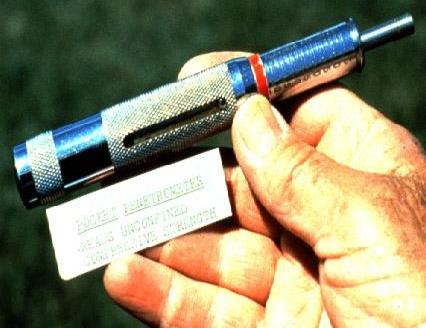 POCKET PENETROMETER
READS UNCONFINED
COMPRESSIVE STRENGTH